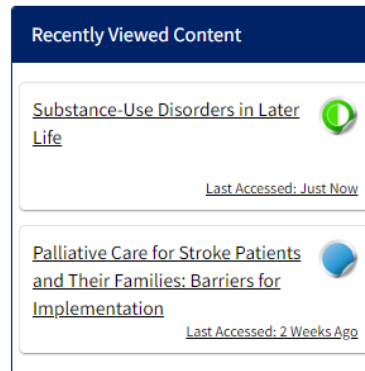 Recently Viewed Content
Substance-Use Disorders in Later
Life
Last Accessed: Just Now
Palliative Care for Stroke Patients
and Their Families: Barriers for
Implementation
Last Accessed: 2 Weeks Ago